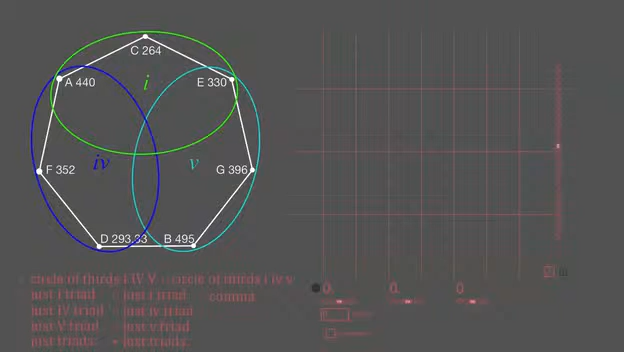 C 264
A 440
E 330
i
iv
v
F 352
G 396
D 293.33
B 495
circle of thirds i iv v
circle of thirds i iv v
just i triad
just i triad
comma
just iv triad
just iv triad
just v triad
just v triad
just triads
just triads
0
0
0